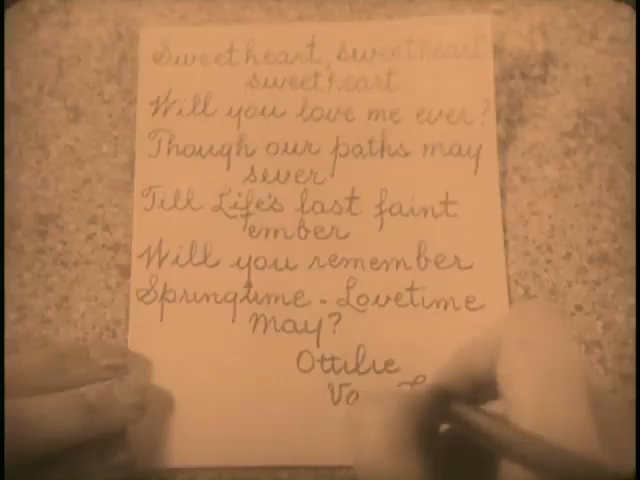 Sweetheart, sweetheart
sweetheart
Will you love me ever?
Though our paths may
sever
Till Life's last faint
ember
Will you remember
Springtime - Lovetime
May?
Ottilie